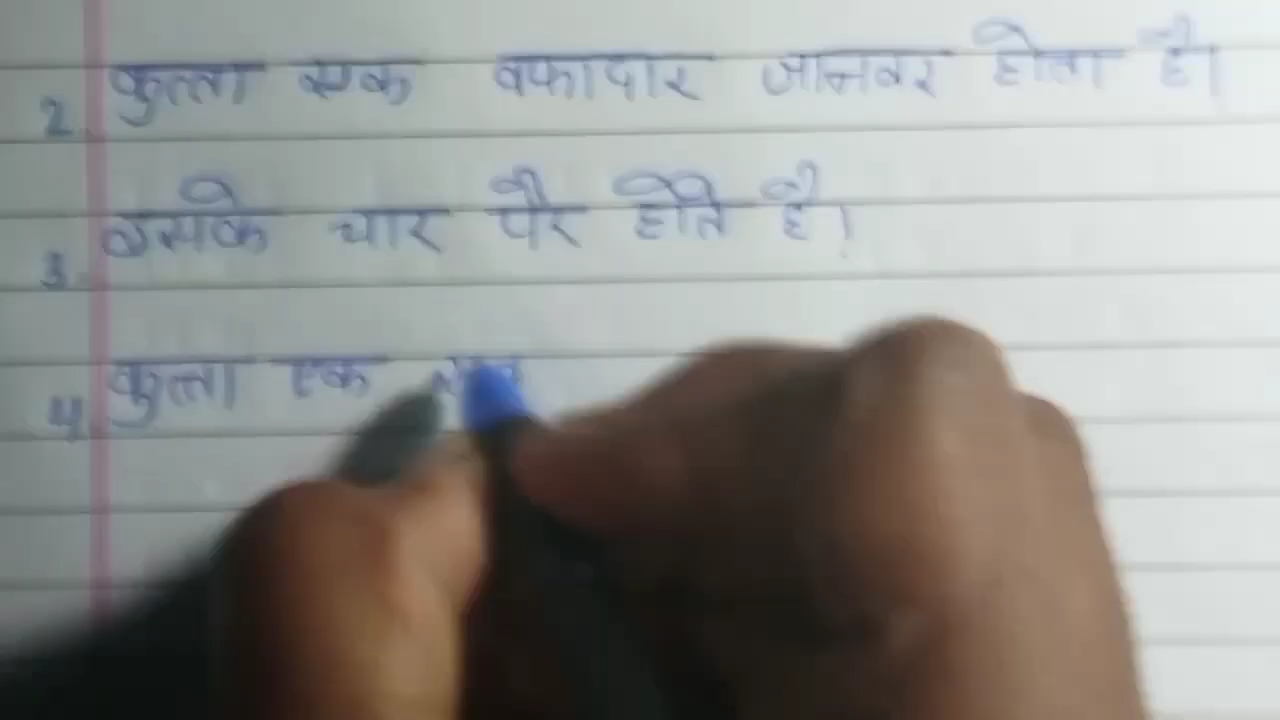 2. कुत्ता एक वफादार जानवर होता है।
3. उसके चार पैर होते है।
4. कुत्ता एक